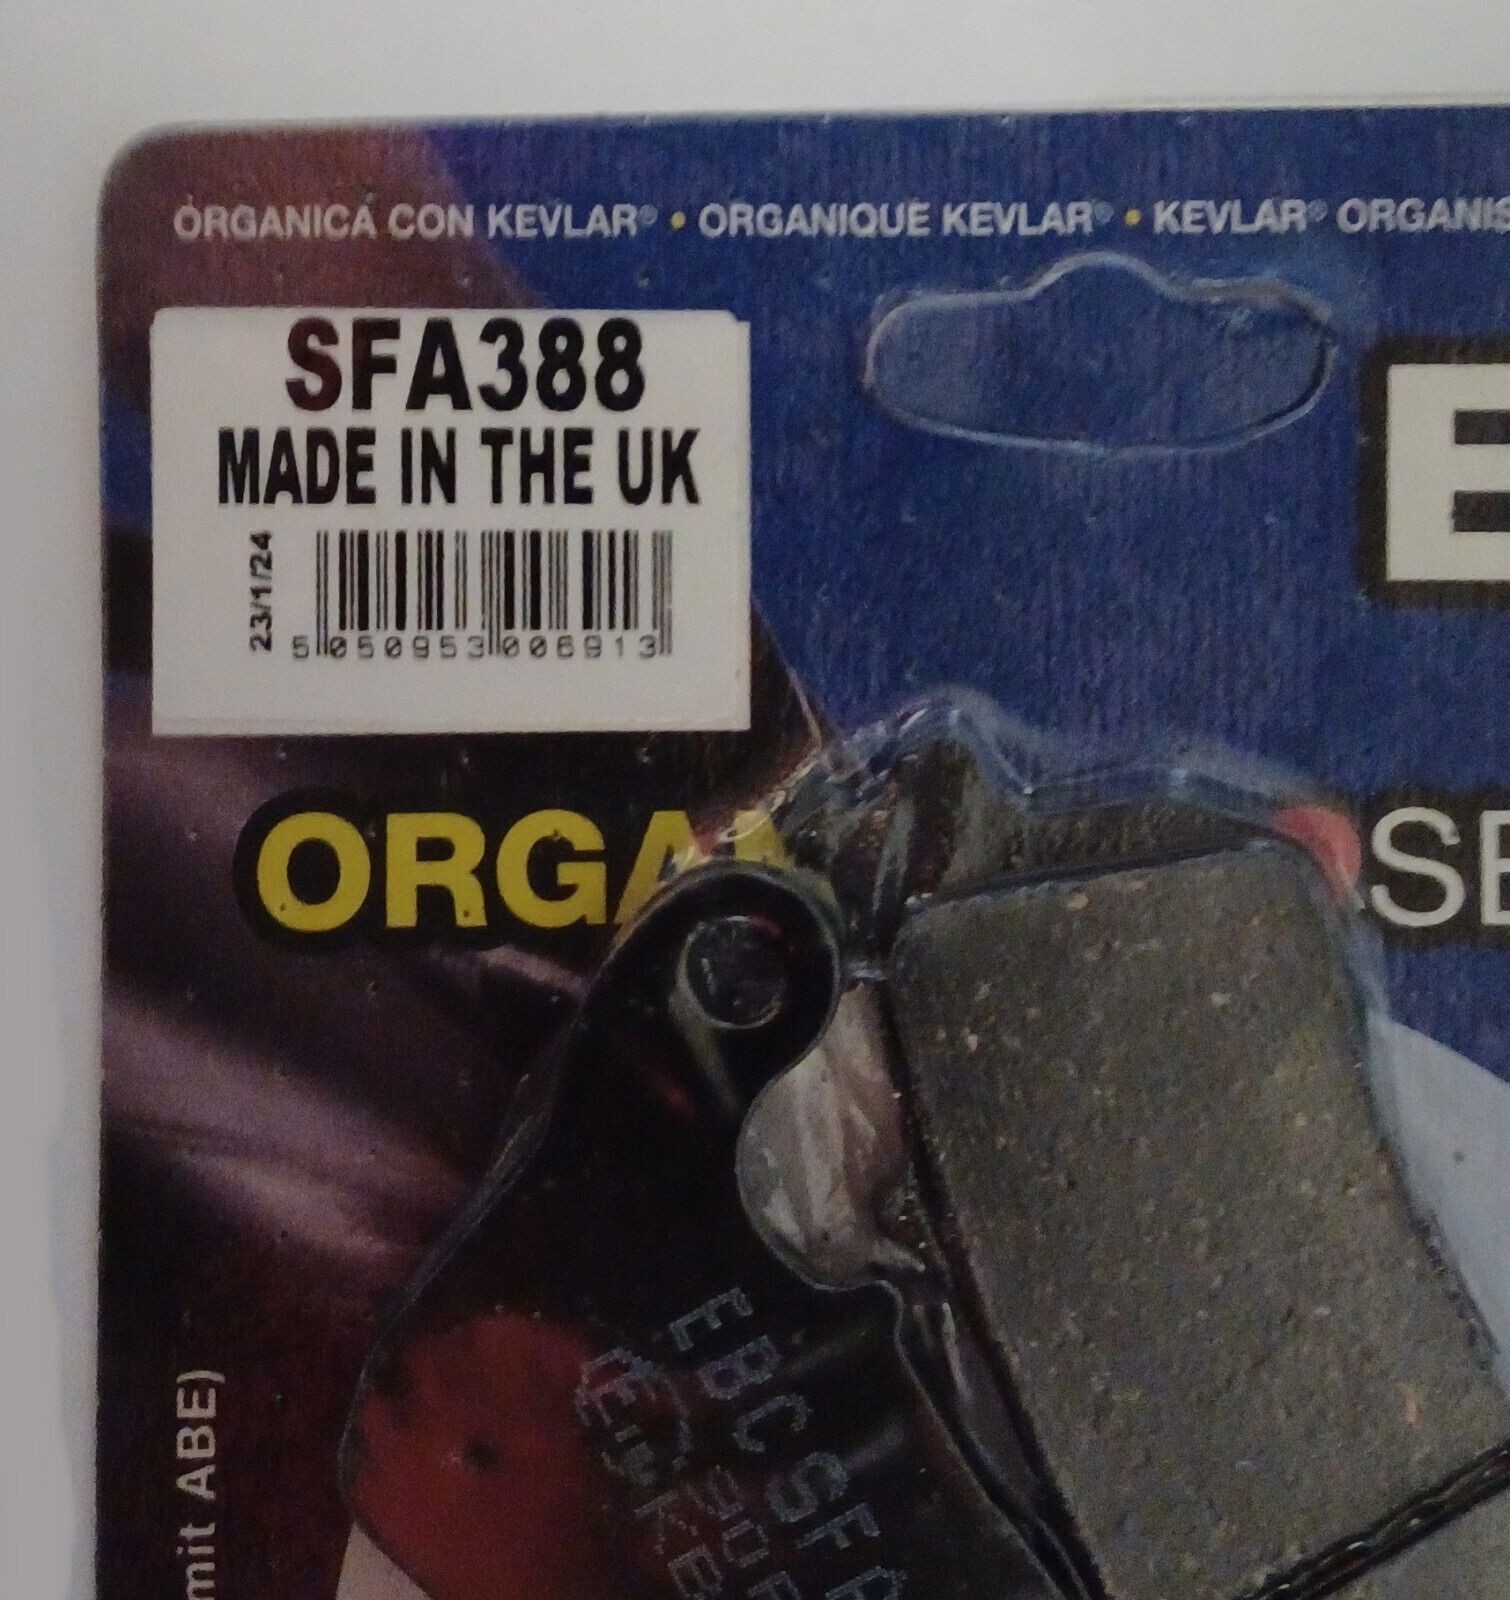 ORGANICA CON KEVLAR® • ORGANIQUE KEVLAR® • KEVLAR® ORGANIS
SFA388
MADE IN THE UK
23/1/24
5 050953 006913
E
ORGA
SE
EBC SFA
mit ABE)